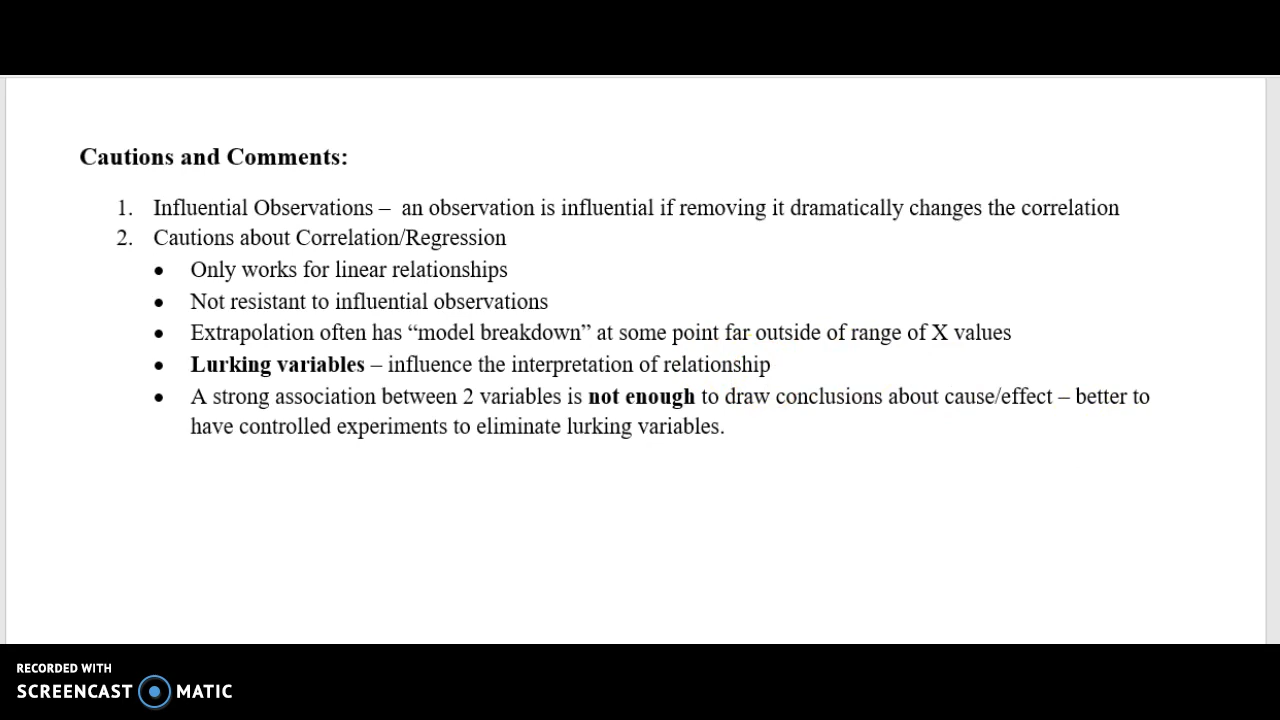 Cautions and Comments:
1. Influential Observations – an observation is influential if removing it dramatically changes the correlation
2. Cautions about Correlation/Regression
• Only works for linear relationships
• Not resistant to influential observations
• Extrapolation often has “model breakdown” at some point far outside of range of X values
• Lurking variables – influence the interpretation of relationship
• A strong association between 2 variables is not enough to draw conclusions about cause/effect – better to
have controlled experiments to eliminate lurking variables.
RECORDED WITH
SCREENCAST MATIC